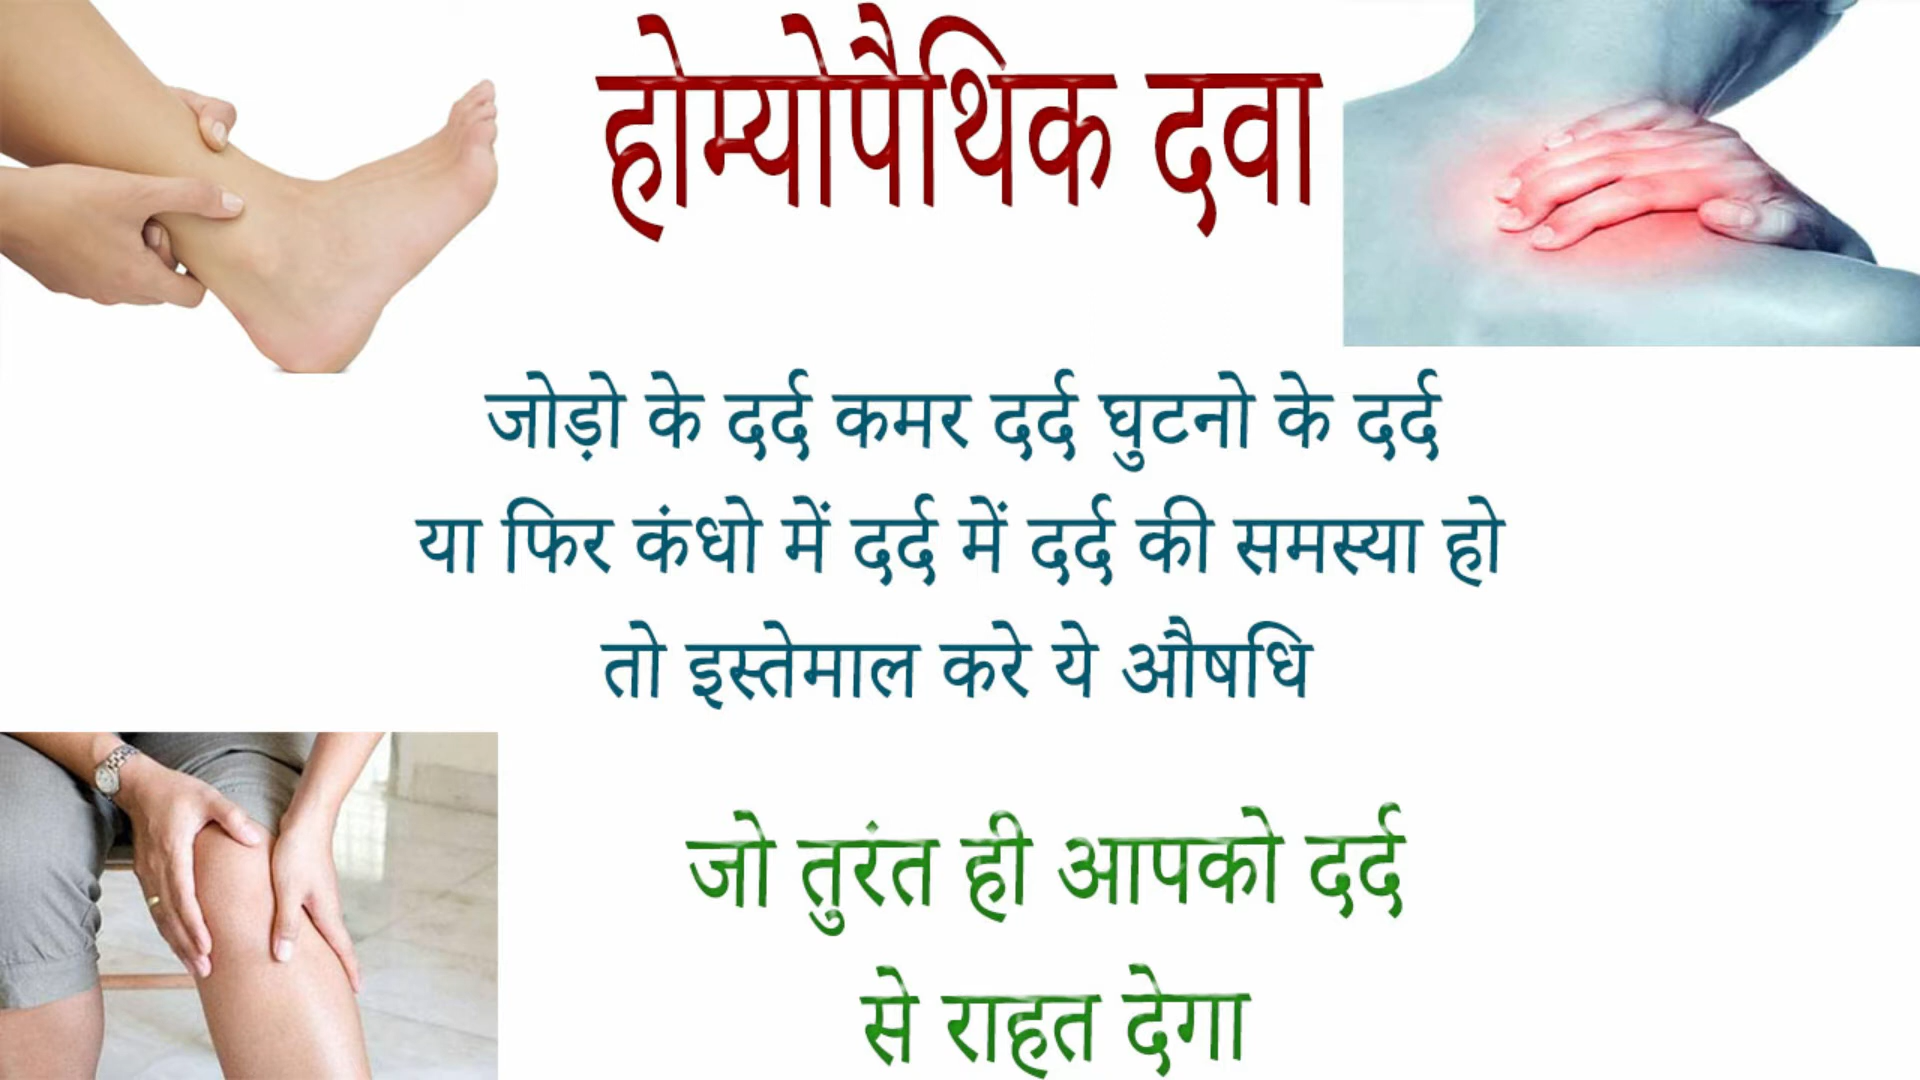 होम्योपैथिक दवा
जोड़ो के दर्द कमर दर्द घुटनो के दर्द
या फिर कंधो में दर्द में दर्द की समस्या हो
तो इस्तेमाल करे ये औषधि
जो तुरंत ही आपको दर्द
से राहत देगा